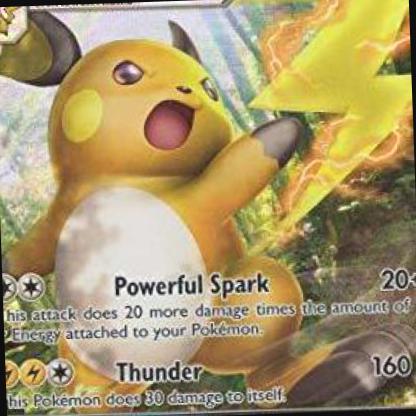 Powerful Spark 20+
his attack does 20 more damage times the amount of
Energy attached to your Pokémon.
Thunder 160
his Pokémon does 30 damage to itself.